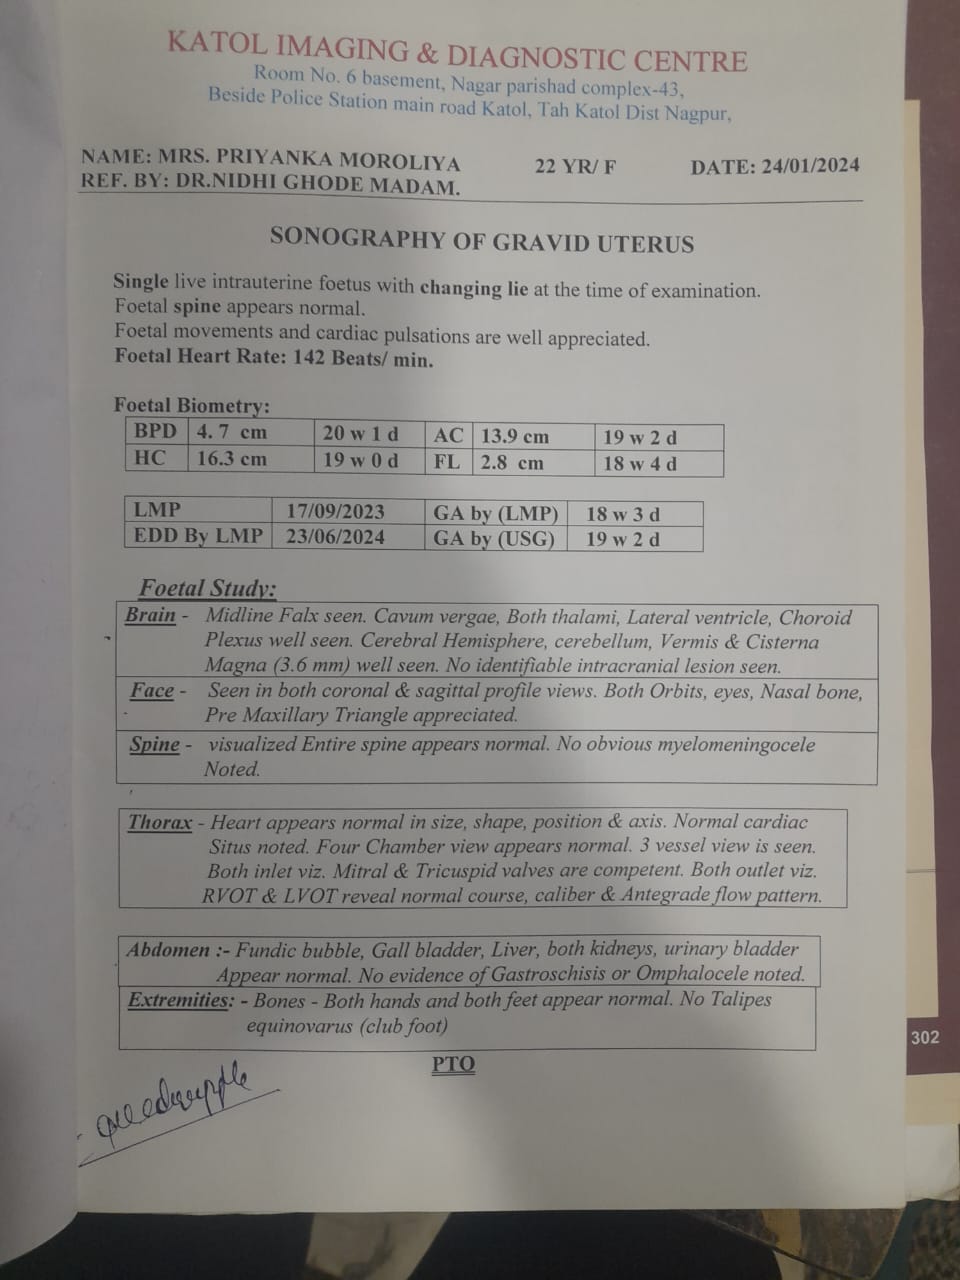 KATOL IMAGING & DIAGNOSTIC CENTRE
Room No. 6 basement, Nagar parishad complex-43,
Beside Police Station main road Katol, Tah Katol Dist Nagpur,
NAME: MRS. PRIYANKA MOROLIYA 22 YR/ F DATE: 24/01/2024
REF. BY: DR.NIDHI GHODE MADAM.
SONOGRAPHY OF GRAVID UTERUS
Single live intrauterine foetus with changing lie at the time of examination.
Foetal spine appears normal.
Foetal movements and cardiac pulsations are well appreciated.
Foetal Heart Rate: 142 Beats/ min.
Foetal Biometry:
BPD 4. 7 cm 20 w 1 d AC 13.9 cm 19 w 2 d
HC 16.3 cm 19 w 0 d FL 2.8 cm 18 w 4 d
LMP 17/09/2023 GA by (LMP) 18 w 3 d
EDD By LMP 23/06/2024 GA by (USG) 19 w 2 d
Foetal Study:
Brain - Midline Falx seen. Cavum vergae, Both thalami, Lateral ventricle, Choroid
Plexus well seen. Cerebral Hemisphere, cerebellum, Vermis & Cisterna
Magna (3.6 mm) well seen. No identifiable intracranial lesion seen.
Face - Seen in both coronal & sagittal profile views. Both Orbits, eyes, Nasal bone,
Pre Maxillary Triangle appreciated.
Spine - visualized Entire spine appears normal. No obvious myelomeningocele
Noted.
Thorax - Heart appears normal in size, shape, position & axis. Normal cardiac
Situs noted. Four Chamber view appears normal. 3 vessel view is seen.
Both inlet viz. Mitral & Tricuspid valves are competent. Both outlet viz.
RVOT & LVOT reveal normal course, caliber & Antegrade flow pattern.
Abdomen :- Fundic bubble, Gall bladder, Liver, both kidneys, urinary bladder
Appear normal. No evidence of Gastroschisis or Omphalocele noted.
Extremities: - Bones - Both hands and both feet appear normal. No Talipes
equinovarus (club foot)
PTO
302